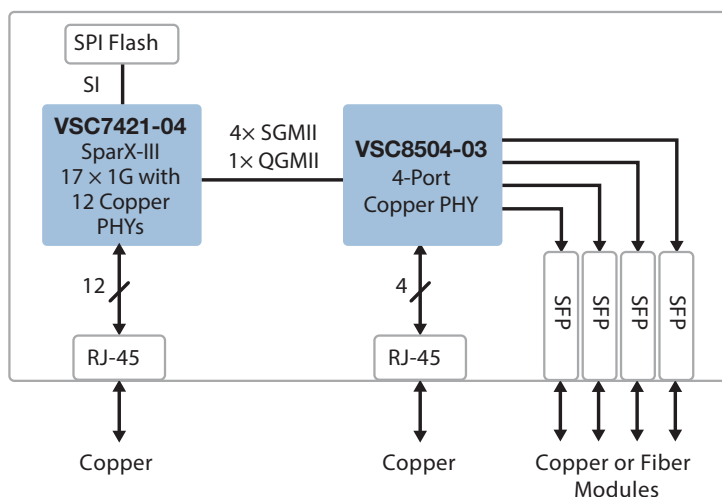 SPI Flash
SI
VSC7421-04
SparX-III
17 × 1G with
12 Copper
PHYs
4× SGMII
1× QGMII
VSC8504-03
4-Port
Copper PHY
12
4
SFP
SFP
SFP
SFP
RJ-45
RJ-45
Copper
Copper
Copper or Fiber
Modules